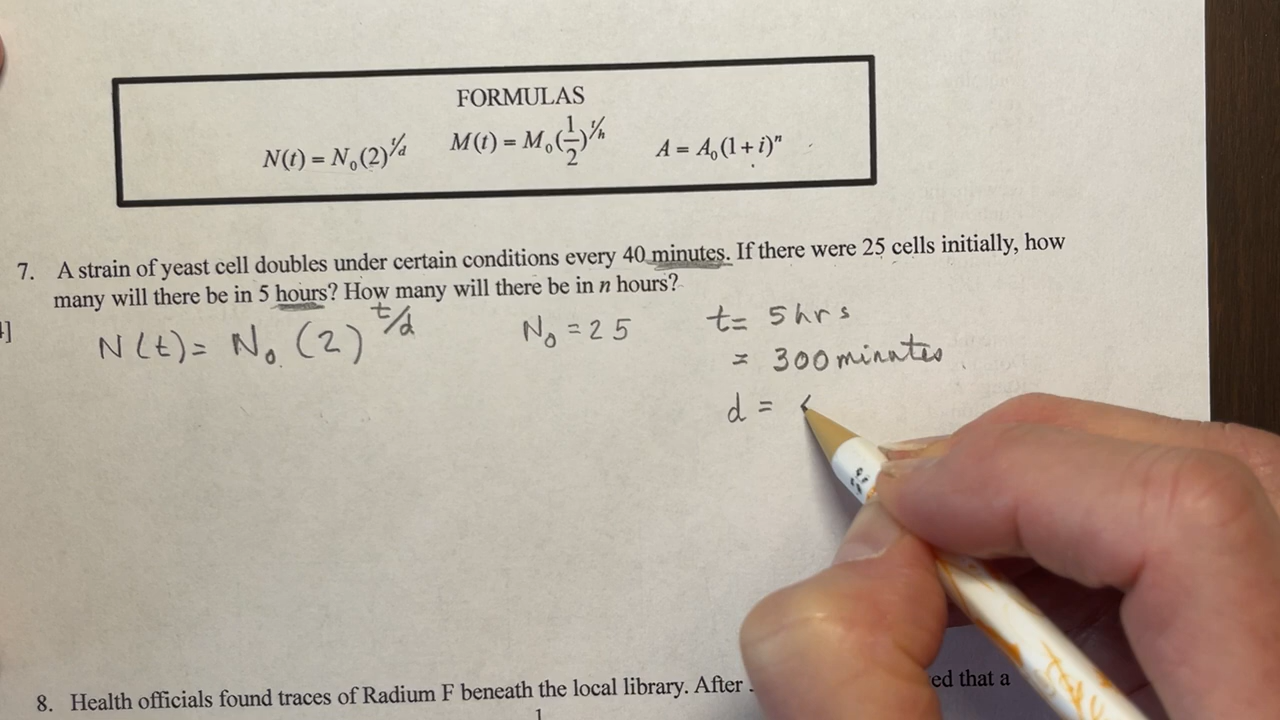 FORMULAS
N(t) = N₀(2)^(t/d) M(t) = M₀(1/2)^(t/h) A = A₀(1+i)ⁿ
7. A strain of yeast cell doubles under certain conditions every 40 minutes. If there were 25 cells initially, how
many will there be in 5 hours? How many will there be in n hours?
N(t) = N₀ (2)^(t/d) N₀ = 25 t = 5 hrs
= 300 minutes
d =
8. Health officials found traces of Radium F beneath the local library. After ed that a
1